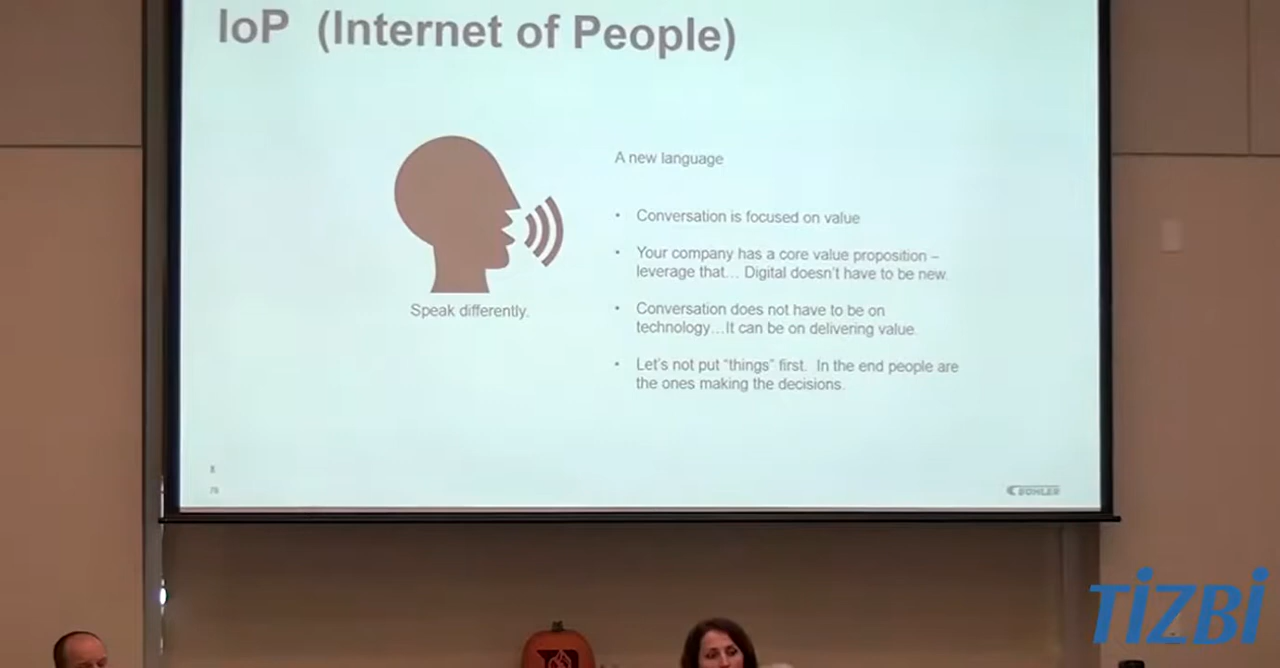 IoP (Internet of People)
A new language
• Conversation is focused on value
• Your company has a core value proposition –
leverage that… Digital doesn't have to be new.
• Conversation does not have to be on
technology…It can be on delivering value.
• Let's not put "things" first. In the end people are
the ones making the decisions.
Speak differently.
BÜHLER
TİZBİ